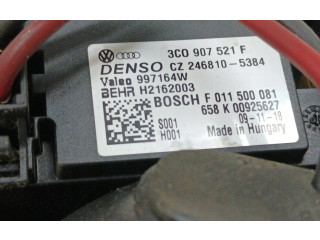 3C0 907 521 F
DENSO CZ 246810-5384
Valeo 997164W
BEHR H2162003
BOSCH F 011 500 081
658 K 00925627
S001 09-11-18
H001 Made in Hungary